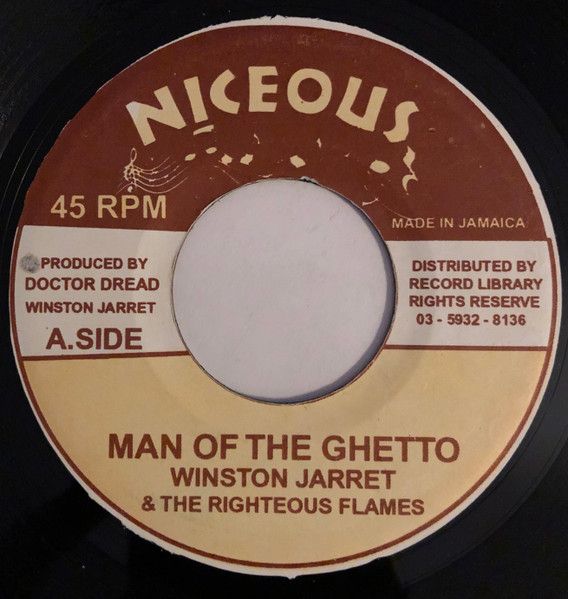 NICEOUS
45 RPM
MADE IN JAMAICA
PRODUCED BY
DOCTOR DREAD
WINSTON JARRET
A.SIDE
DISTRIBUTED BY
RECORD LIBRARY
RIGHTS RESERVE
03 - 5932 - 8136
MAN OF THE GHETTO
WINSTON JARRET
& THE RIGHTEOUS FLAMES